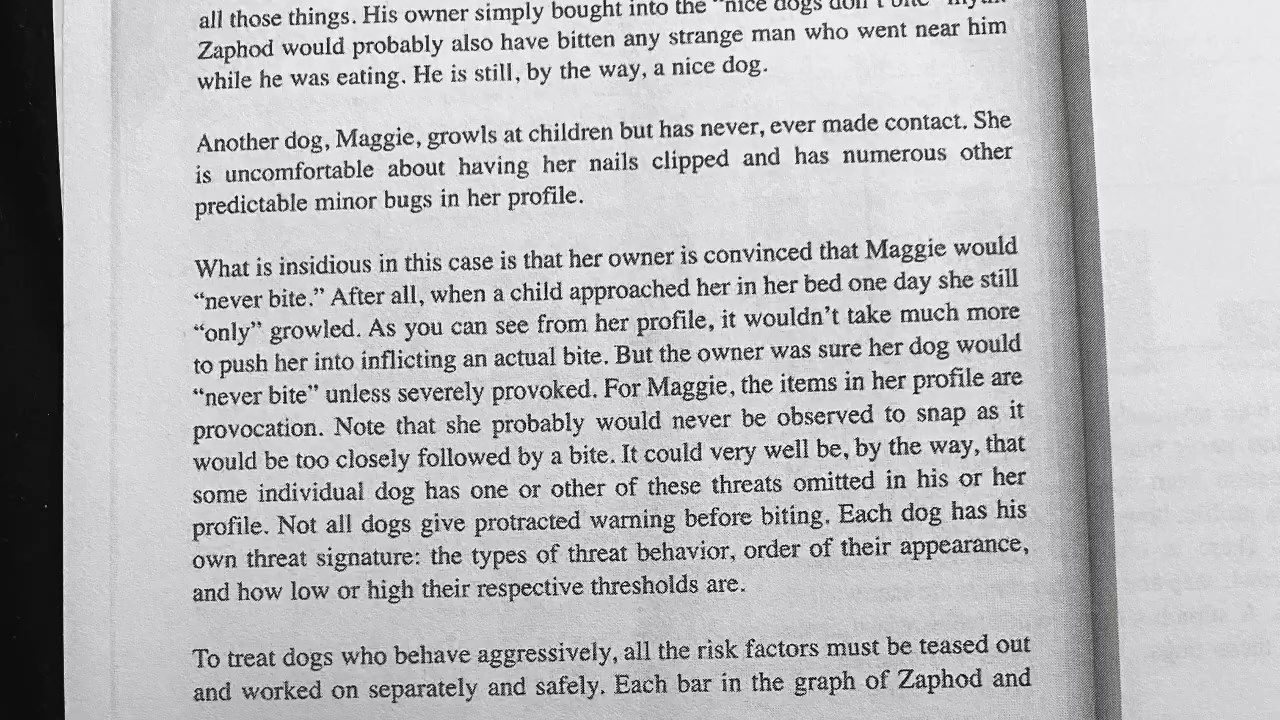 all those things. His owner simply bought into the "nice dogs don't bite"
Zaphod would probably also have bitten any strange man who went near him
while he was eating. He is still, by the way, a nice dog.
Another dog, Maggie, growls at children but has never, ever made contact. She
is uncomfortable about having her nails clipped and has numerous other
predictable minor bugs in her profile.
What is insidious in this case is that her owner is convinced that Maggie would
“never bite.” After all, when a child approached her in her bed one day she still
“only” growled. As you can see from her profile, it wouldn’t take much more
to push her into inflicting an actual bite. But the owner was sure her dog would
“never bite” unless severely provoked. For Maggie, the items in her profile are
provocation. Note that she probably would never be observed to snap as it
would be too closely followed by a bite. It could very well be, by the way, that
some individual dog has one or other of these threats omitted in his or her
profile. Not all dogs give protracted warning before biting. Each dog has his
own threat signature: the types of threat behavior, order of their appearance,
and how low or high their respective thresholds are.
To treat dogs who behave aggressively, all the risk factors must be teased out
and worked on separately and safely. Each bar in the graph of Zaphod and